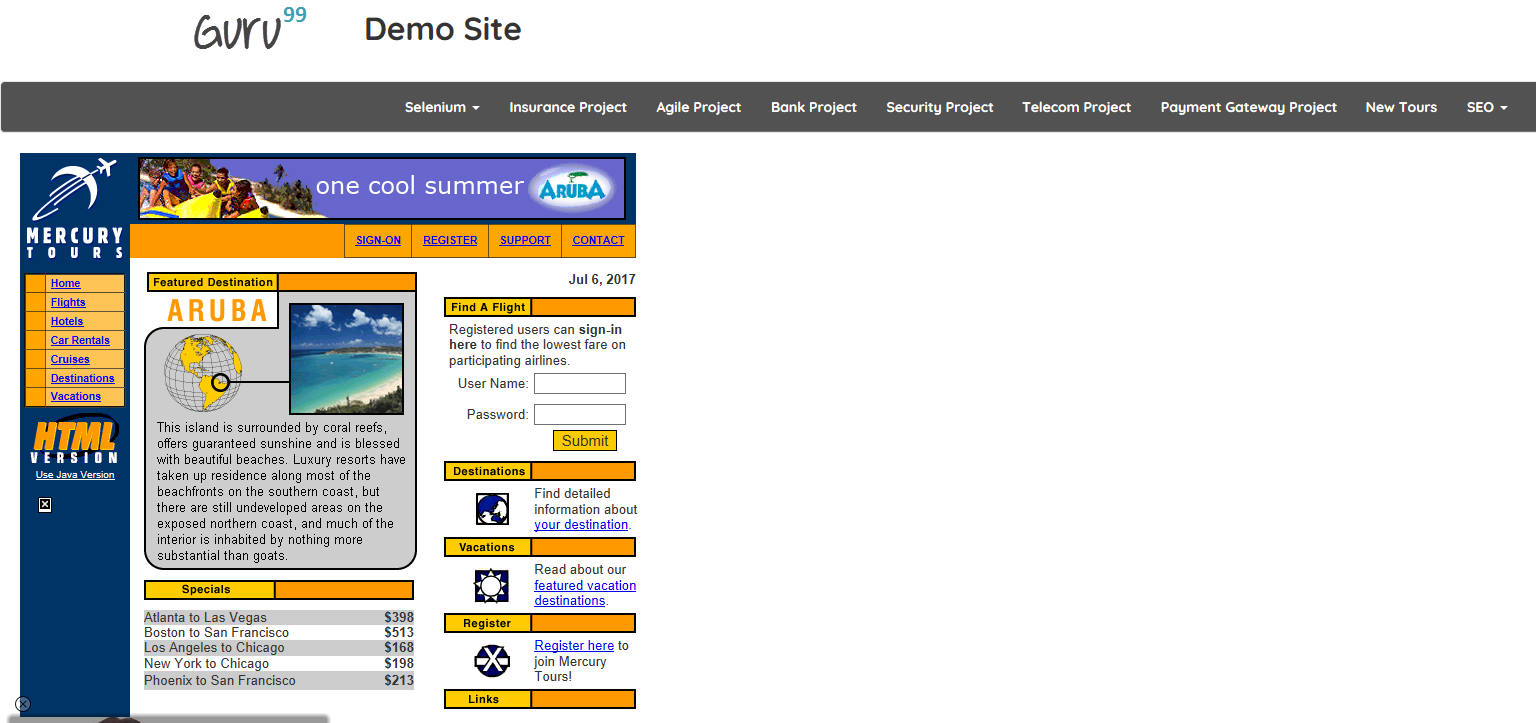 Guru99
Demo Site
Selenium
Insurance Project
Agile Project
Bank Project
Security Project
Telecom Project
Payment Gateway Project
New Tours
SEO
MERCURY
TOURS
one cool summer
ARUBA
SIGN-ON
REGISTER
SUPPORT
CONTACT
Home
Flights
Hotels
Car Rentals
Cruises
Destinations
Vacations
HTML
VERSION
Use Java Version
Featured Destination
ARUBA
This island is surrounded by coral reefs,
offers guaranteed sunshine and is blessed
with beautiful beaches. Luxury resorts have
taken up residence along most of the
beachfronts on the southern coast, but
there are still undeveloped areas on the
exposed northern coast, and much of the
interior is inhabited by nothing more
substantial than goats.
Specials
Atlanta to Las Vegas $398
Boston to San Francisco $513
Los Angeles to Chicago $168
New York to Chicago $198
Phoenix to San Francisco $213
Jul 6, 2017
Find A Flight
Registered users can sign-in
here to find the lowest fare on
participating airlines.
User Name:
Password:
Submit
Destinations
Find detailed
information about
your destination.
Vacations
Read about our
featured vacation
destinations.
Register
Register here to
join Mercury
Tours!
Links